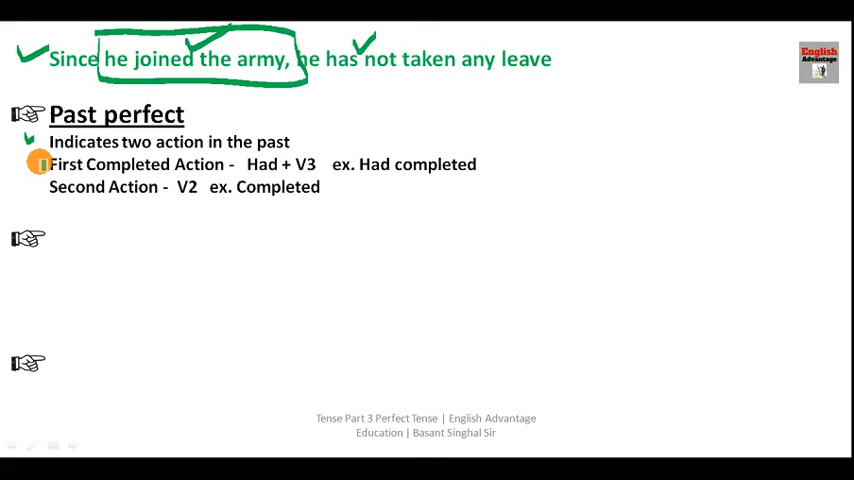 Since he joined the army, he has not taken any leave
English
Advantage
Past perfect
Indicates two action in the past
First Completed Action - Had + V3 ex. Had completed
Second Action - V2 ex. Completed
Tense Part 3 Perfect Tense | English Advantage
Education | Basant Singhal Sir